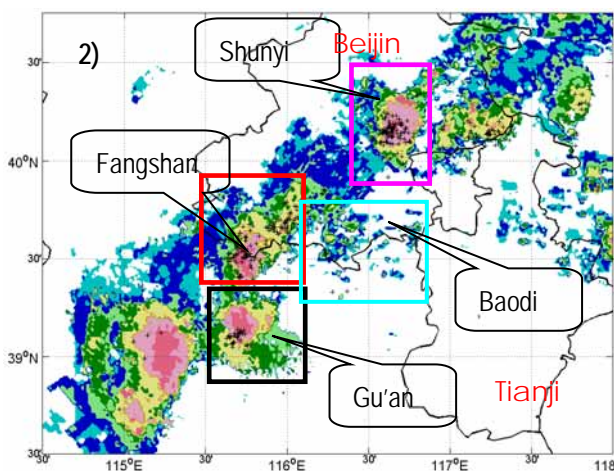 2)
Shunyi
Beijin
Fangshan
Baodi
Gu'an
Tianji
30'
40°N
30'
39°N
30'
115°E
30'
116°E
30'
117°E
30'
118